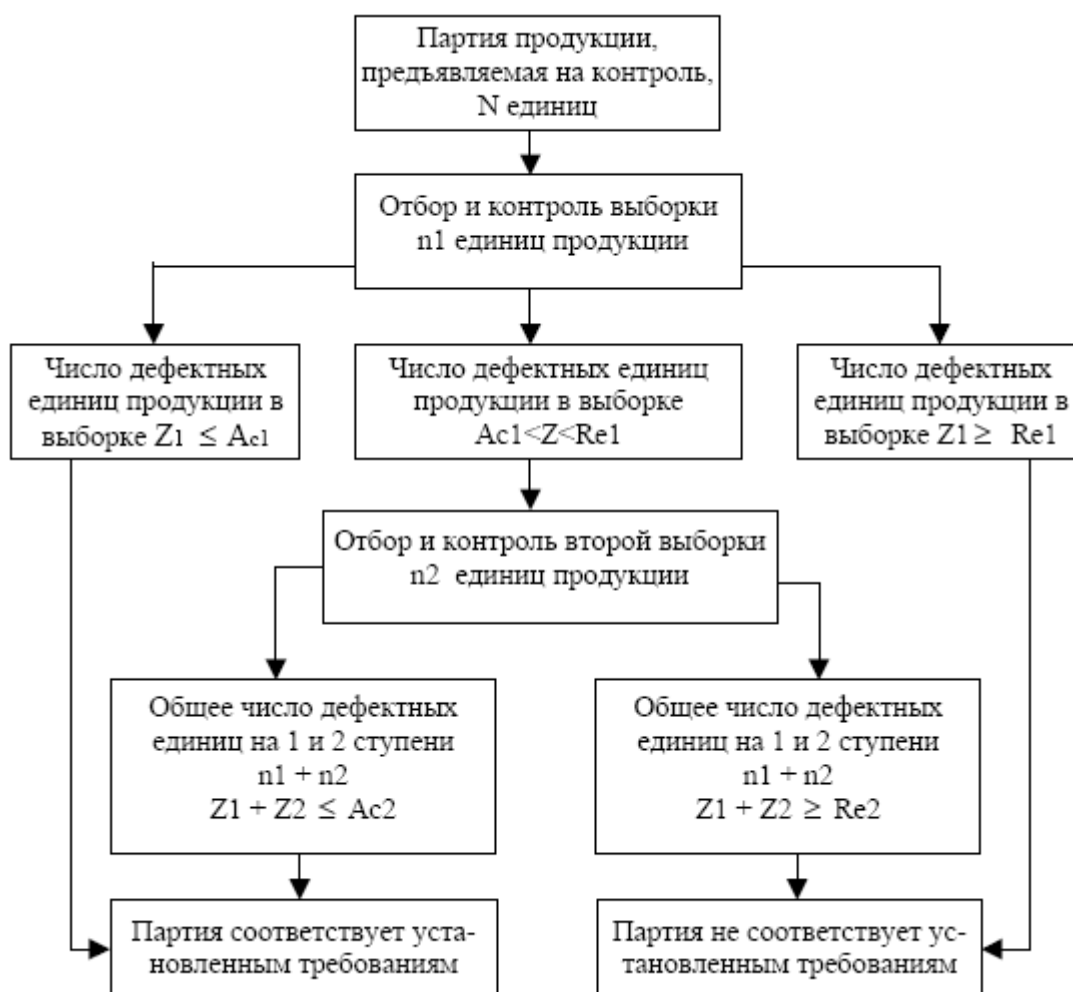 Партия продукции,
предъявляемая на контроль,
N единиц
Отбор и контроль выборки
n1 единиц продукции
Число дефектных
единиц продукции в
выборке Z1 ≤ Ac1
Число дефектных единиц
продукции в выборке
Ac1<Z<Re1
Число дефектных
единиц продукции в
выборке Z1 ≥ Re1
Отбор и контроль второй выборки
n2 единиц продукции
Общее число дефектных
единиц на 1 и 2 ступени
n1 + n2
Z1 + Z2 ≤ Ac2
Общее число дефектных
единиц на 1 и 2 ступени
n1 + n2
Z1 + Z2 ≥ Re2
Партия соответствует уста-
новленным требованиям
Партия не соответствует ус-
тановленным требованиям